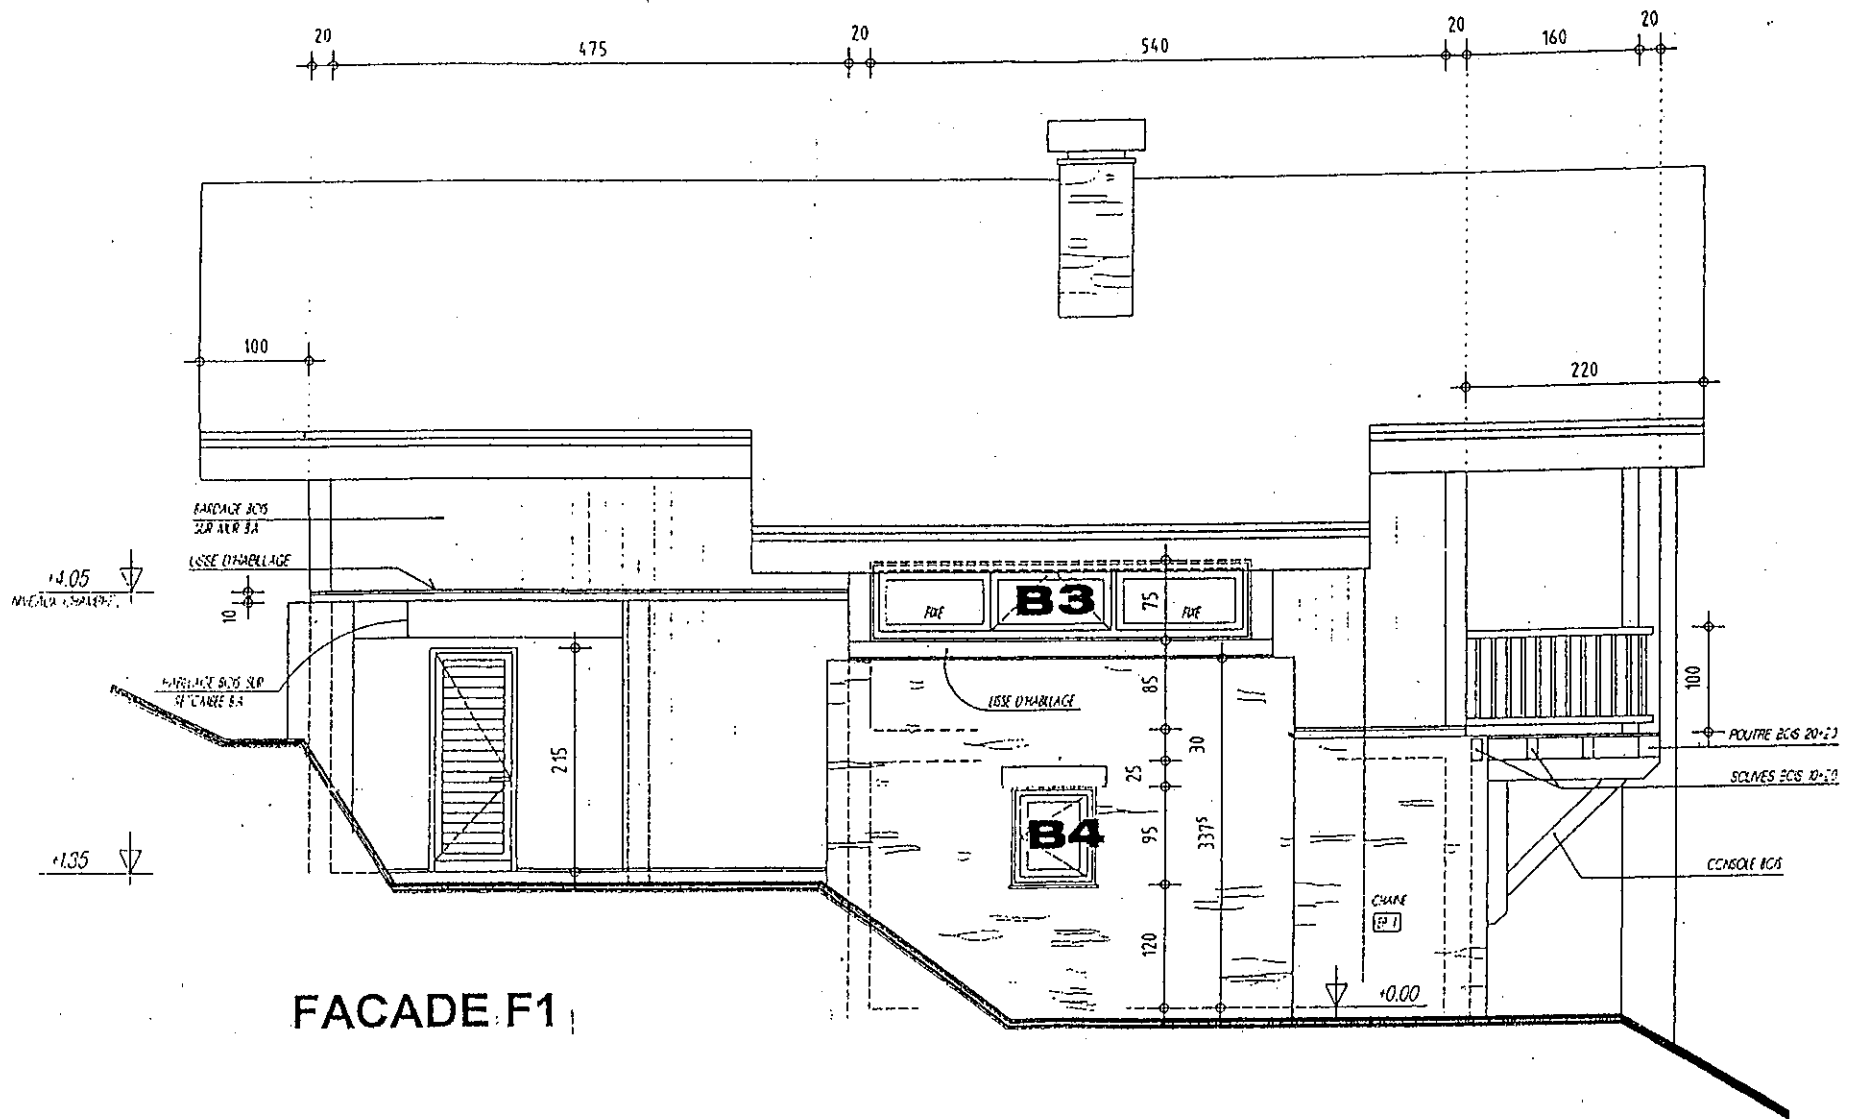 20
475
20
540
20
160
20
100
220
BARDAGE BOIS
SUR MUR B.A
LISSE D'HABILLAGE
+4.05
10
HABILLAGE BOIS SUR
B.A
215
FIXE
B3
FIXE
75
LISSE D'HABILLAGE
85
30
25
B4
95
337⁵
120
100
POUTRE BOIS 20×20
SOLIVES BOIS 10×20
CONSOLE BOIS
CHAINE
+1.35
+0.00
FACADE F1